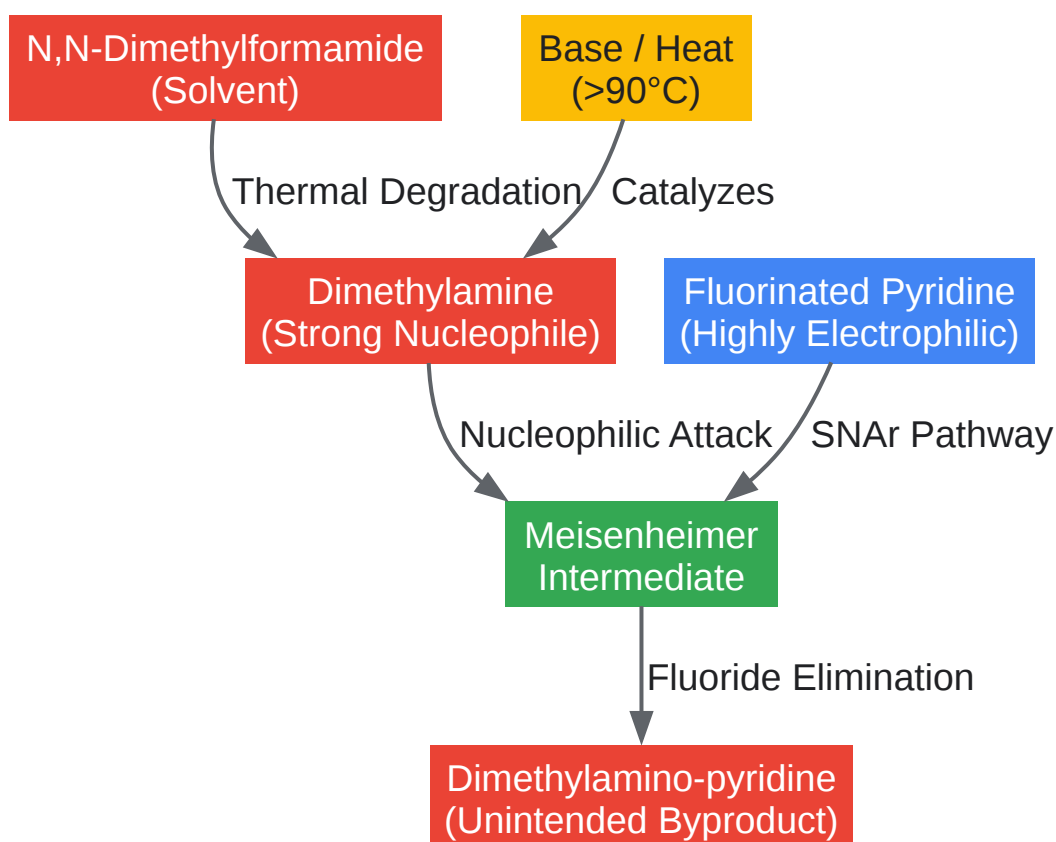 N,N-Dimethylformamide
(Solvent)
Base / Heat
(>90°C)
Thermal Degradation
Catalyzes
Dimethylamine
(Strong Nucleophile)
Fluorinated Pyridine
(Highly Electrophilic)
Nucleophilic Attack
SNAr Pathway
Meisenheimer
Intermediate
Fluoride Elimination
Dimethylamino-pyridine
(Unintended Byproduct)